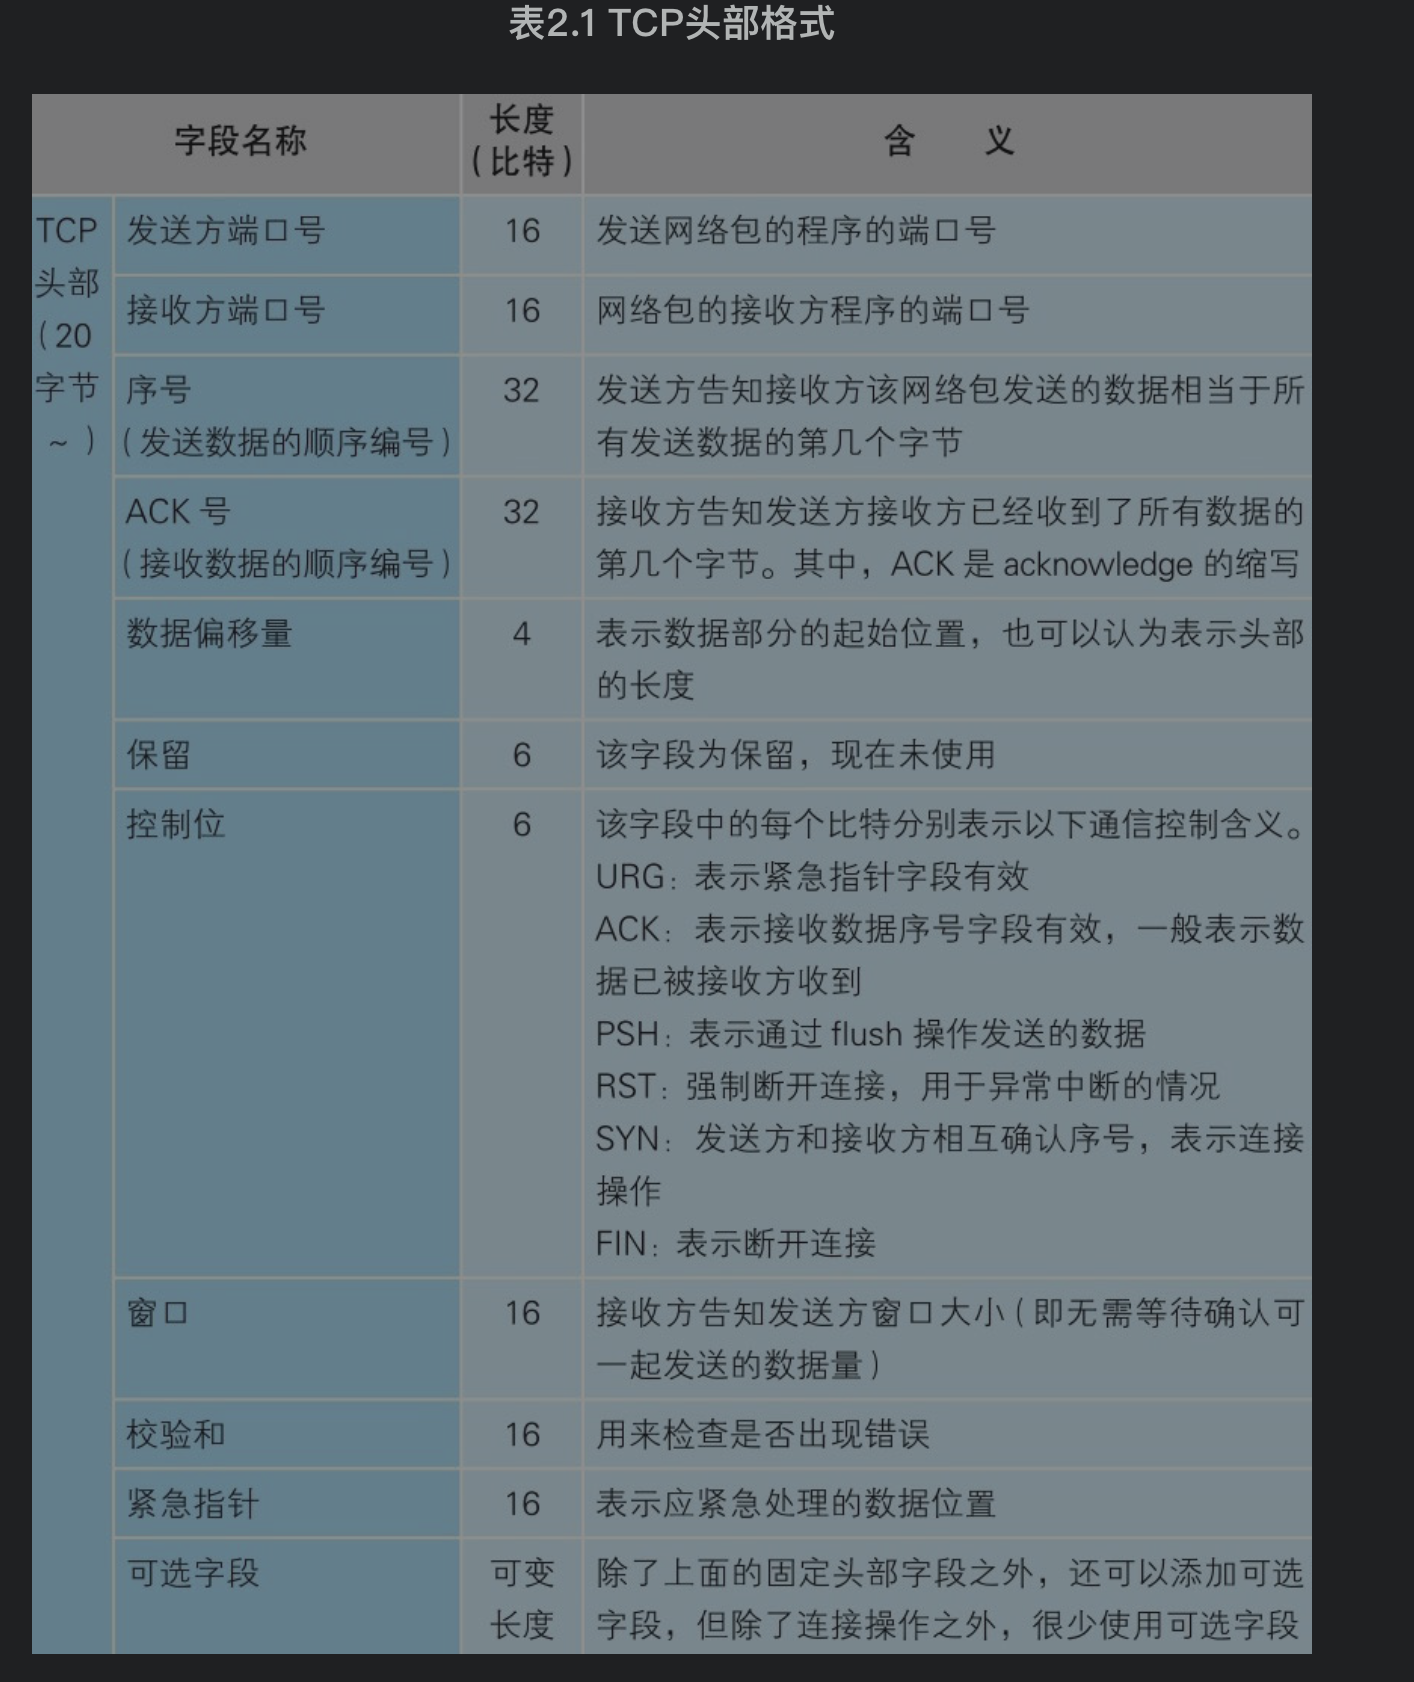 表2.1 TCP头部格式
字段名称
长度
（比特）
含 义
TCP
头部
（20
字节
～）
发送方端口号
16
发送网络包的程序的端口号
接收方端口号
16
网络包的接收方程序的端口号
序号
（发送数据的顺序编号）
32
发送方告知接收方该网络包发送的数据相当于所
有发送数据的第几个字节
ACK 号
（接收数据的顺序编号）
32
接收方告知发送方接收方已经收到了所有数据的
第几个字节。其中，ACK 是 acknowledge 的缩写
数据偏移量
4
表示数据部分的起始位置，也可以认为表示头部
的长度
保留
6
该字段为保留，现在未使用
控制位
6
该字段中的每个比特分别表示以下通信控制含义。
URG：表示紧急指针字段有效
ACK：表示接收数据序号字段有效，一般表示数
据已被接收方收到
PSH：表示通过 flush 操作发送的数据
RST：强制断开连接，用于异常中断的情况
SYN：发送方和接收方相互确认序号，表示连接
操作
FIN：表示断开连接
窗口
16
接收方告知发送方窗口大小（即无需等待确认可
一起发送的数据量）
校验和
16
用来检查是否出现错误
紧急指针
16
表示应紧急处理的数据位置
可选字段
可变
长度
除了上面的固定头部字段之外，还可以添加可选
字段，但除了连接操作之外，很少使用可选字段